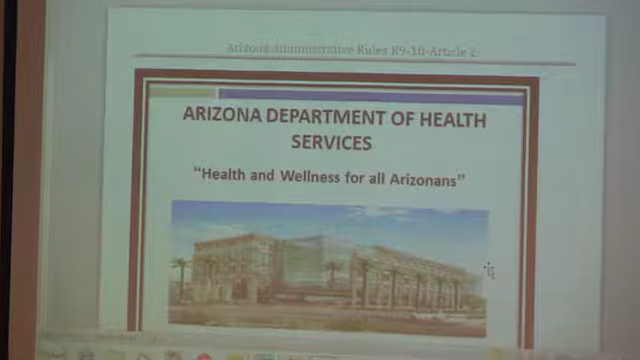 Arizona Administrative Rules R9-10-Article 2
ARIZONA DEPARTMENT OF HEALTH
SERVICES
“Health and Wellness for all Arizonans”